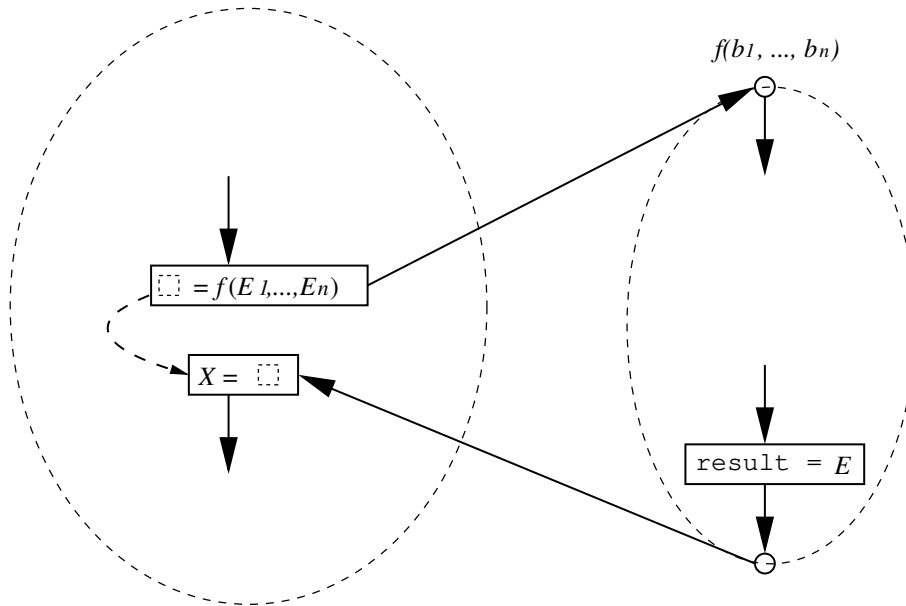 f(b1, ..., bn)
= f(E1,...,En)
X =
result = E